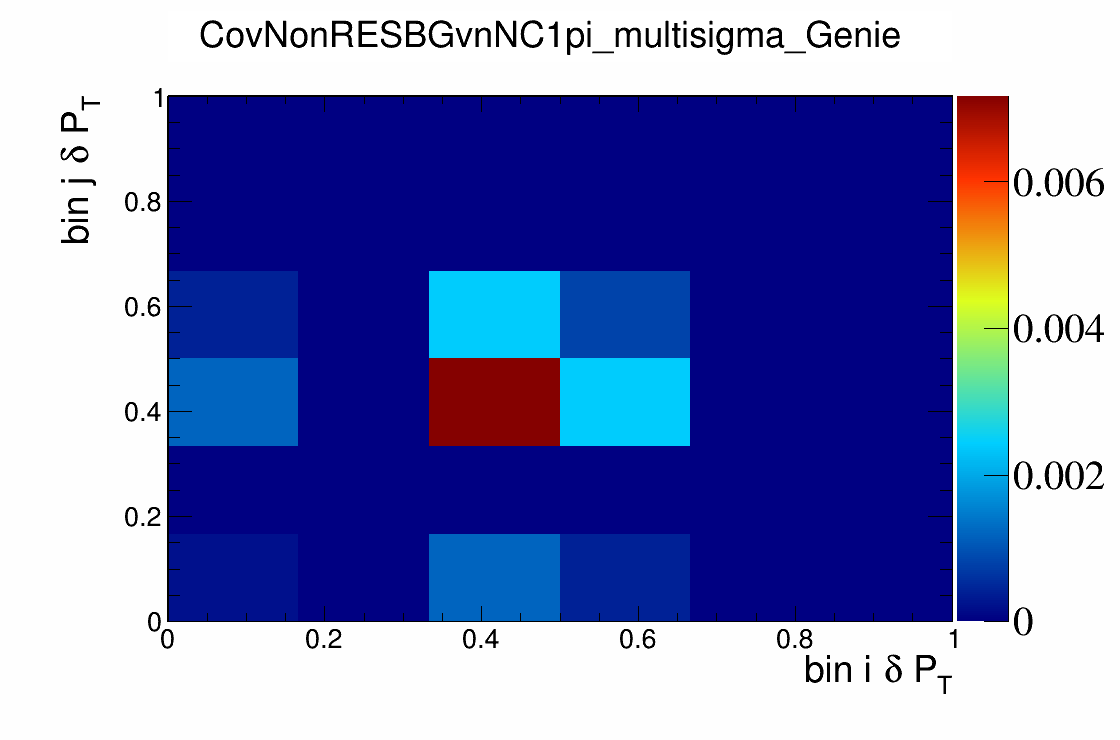 CovNonRESBGvnNC1pi_multisigma_Genie
bin j δ P_T
1
0.8
0.6
0.4
0.2
0
0 0.2 0.4 0.6 0.8 1
bin i δ P_T
0.006
0.004
0.002
0